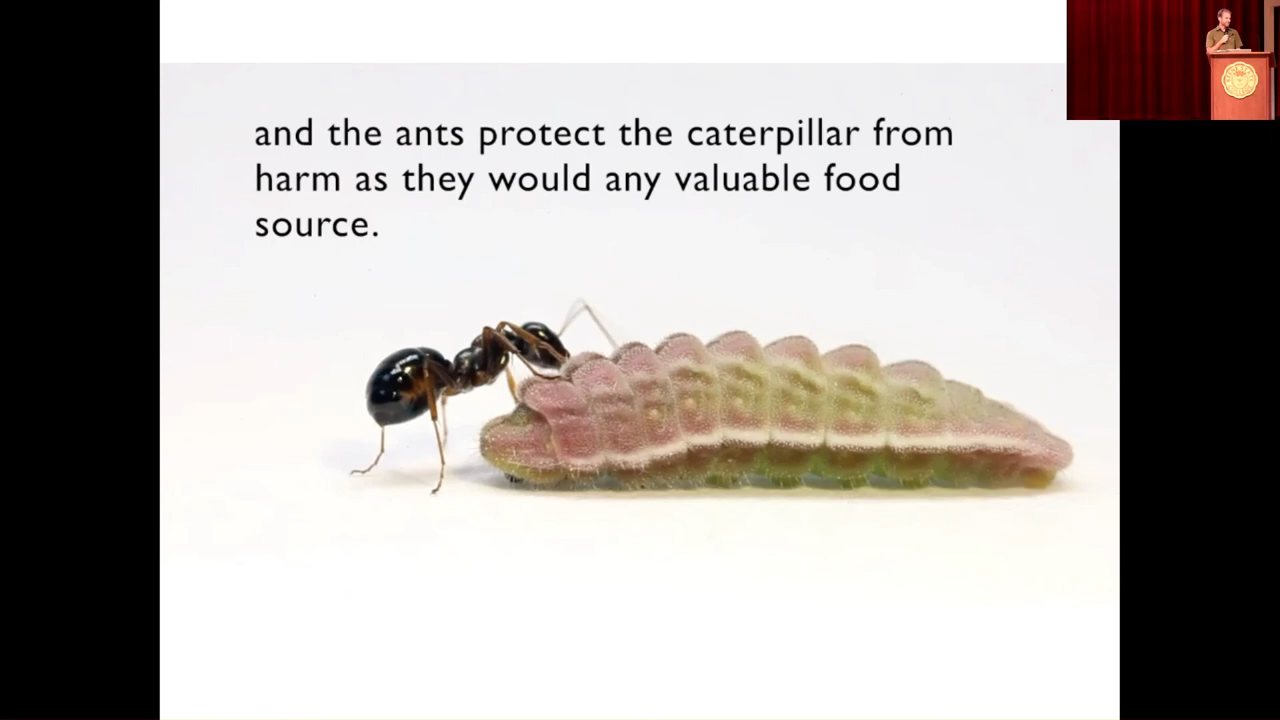 and the ants protect the caterpillar from
harm as they would any valuable food
source.